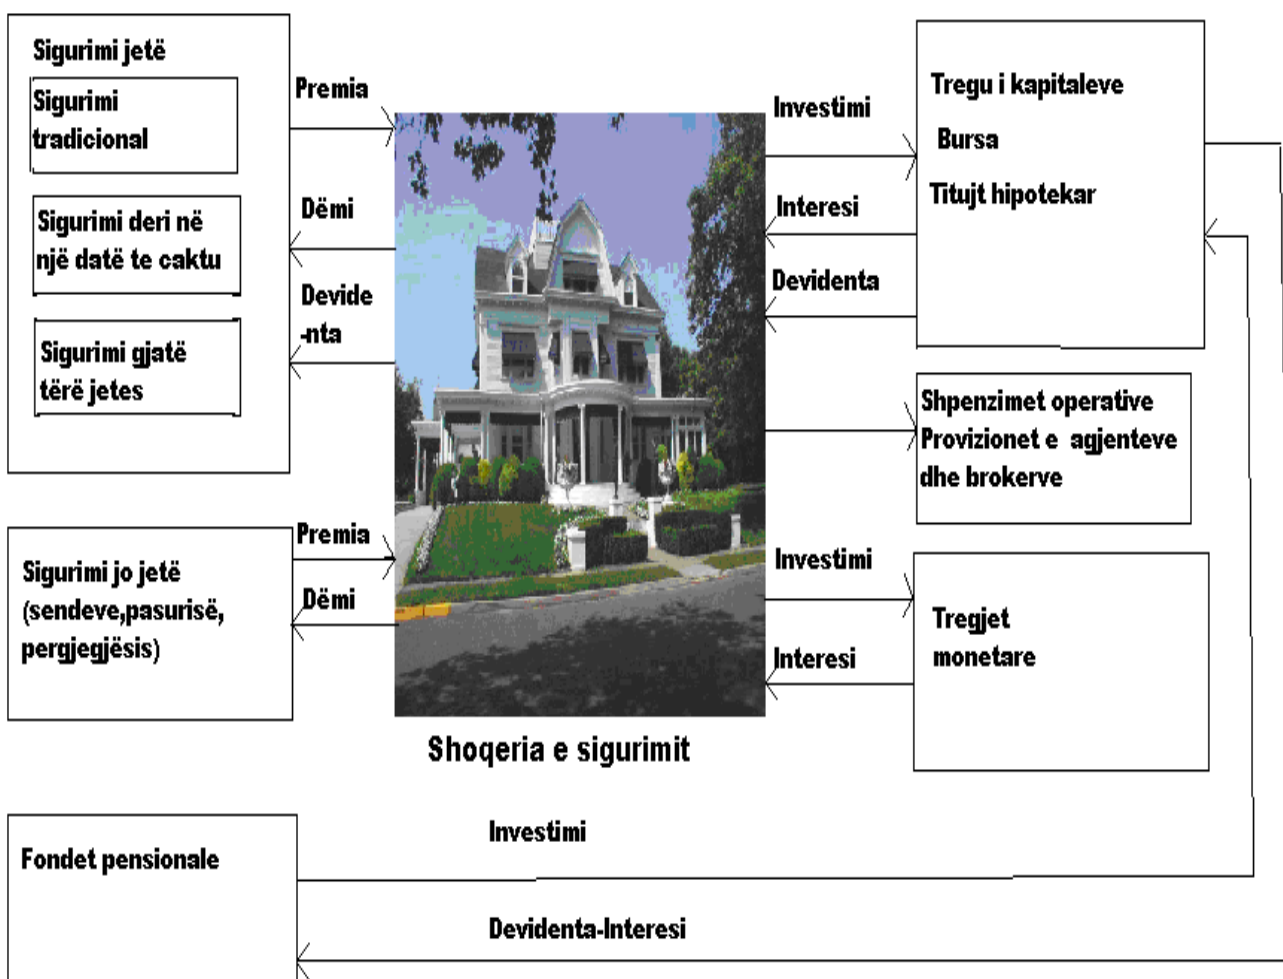 Sigurimi jetë
Sigurimi
tradicional
Sigurimi deri në
një datë te caktu
Sigurimi gjatë
tërë jetes
Premia
Dëmi
Devide
-nta
Sigurimi jo jetë
(sendeve,pasurisë,
pergjegjësis)
Premia
Dëmi
Shoqeria e sigurimit
Investimi
Interesi
Devidenta
Tregu i kapitaleve
Bursa
Titujt hipotekar
Shpenzimet operative
Provizionet e agjenteve
dhe brokerve
Investimi
Interesi
Tregjet
monetare
Fondet pensionale
Investimi
Devidenta-Interesi